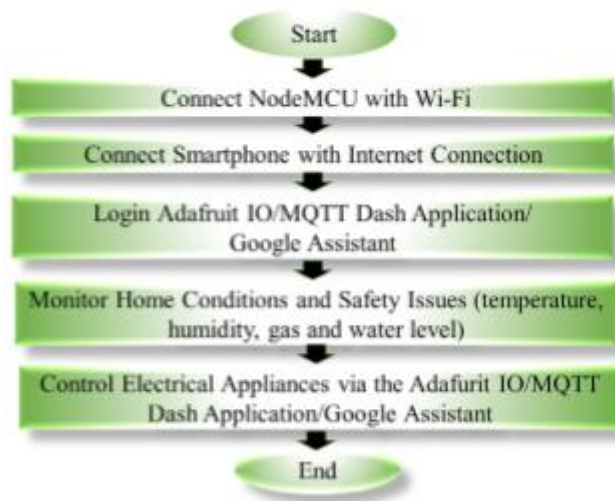 Start
Connect NodeMCU with Wi-Fi
Connect Smartphone with Internet Connection
Login Adafruit IO/MQTT Dash Application/
Google Assistant
Monitor Home Conditions and Safety Issues (temperature,
humidity, gas and water level)
Control Electrical Appliances via the Adafurit IO/MQTT
Dash Application/Google Assistant
End